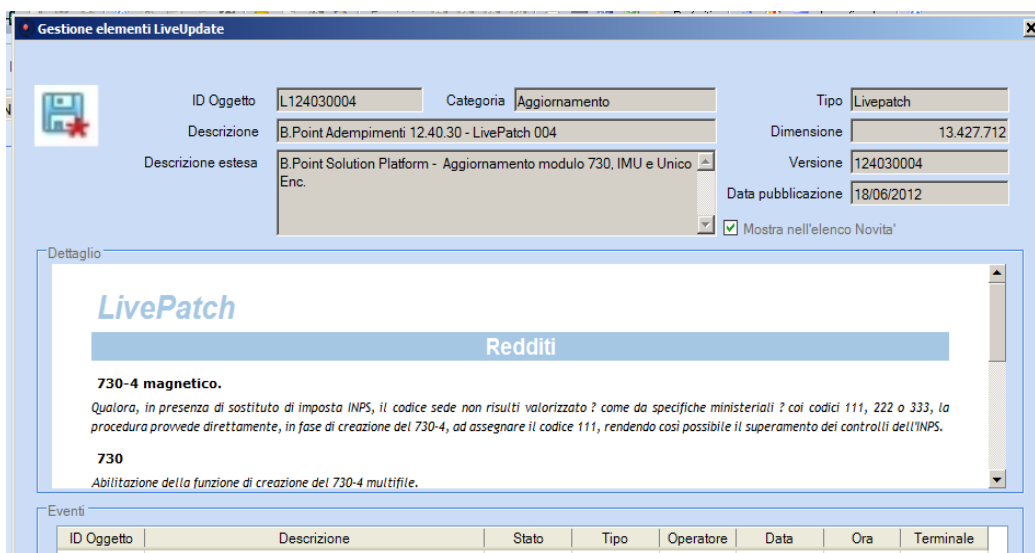 Gestione elementi LiveUpdate
ID Oggetto L124030004 Categoria Aggiornamento Tipo Livepatch
Descrizione B.Point Adempimenti 12.40.30 - LivePatch 004 Dimensione 13.427.712
Descrizione estesa B.Point Solution Platform - Aggiornamento modulo 730, IMU e Unico Versione 124030004
Enc.
Data pubblicazione 18/06/2012
Mostra nell'elenco Novita'
Dettaglio
LivePatch
Redditi
730-4 magnetico.
Qualora, in presenza di sostituto di imposta INPS, il codice sede non risulti valorizzato ? come da specifiche ministeriali ? coi codici 111, 222 o 333, la
procedura provvede direttamente, in fase di creazione del 730-4, ad assegnare il codice 111, rendendo così possibile il superamento dei controlli dell'INPS.
730
Abilitazione della funzione di creazione del 730-4 multifile.
Eventi
ID Oggetto Descrizione Stato Tipo Operatore Data Ora Terminale